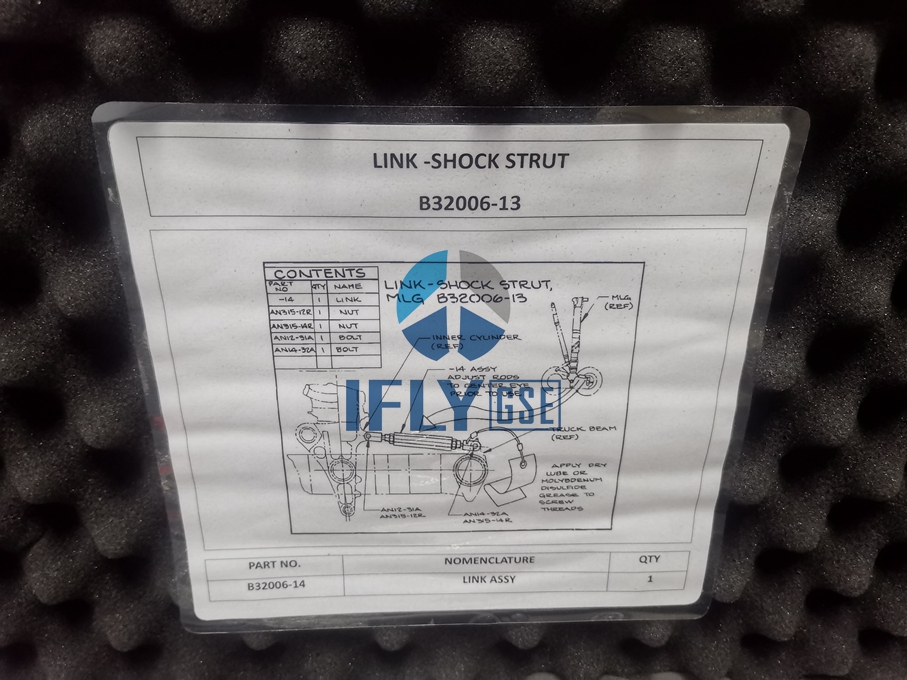 LINK -SHOCK STRUT
B32006-13
CONTENTS
PART NO QTY NAME
-14 1 LINK
AN315-12R 1 NUT
AN315-14R 1 NUT
AN12-31A 1 BOLT
AN14-32A 1 BOLT
LINK-SHOCK STRUT,
MLG B32006-13
MLG
(REF)
INNER CYLINDER
(REF)
-14 ASSY
ADJUST RODS
TO CENTER EYE
PRIOR TO USE
IFLY GSE
TRUCK BEAM
(REF)
APPLY DRY
LUBE OR
MOLYBDENUM
DISULFIDE
GREASE TO
SCREW
THREADS
AN12-31A
AN315-12R
AN14-32A
AN315-14R
PART NO. NOMENCLATURE QTY
B32006-14 LINK ASSY 1